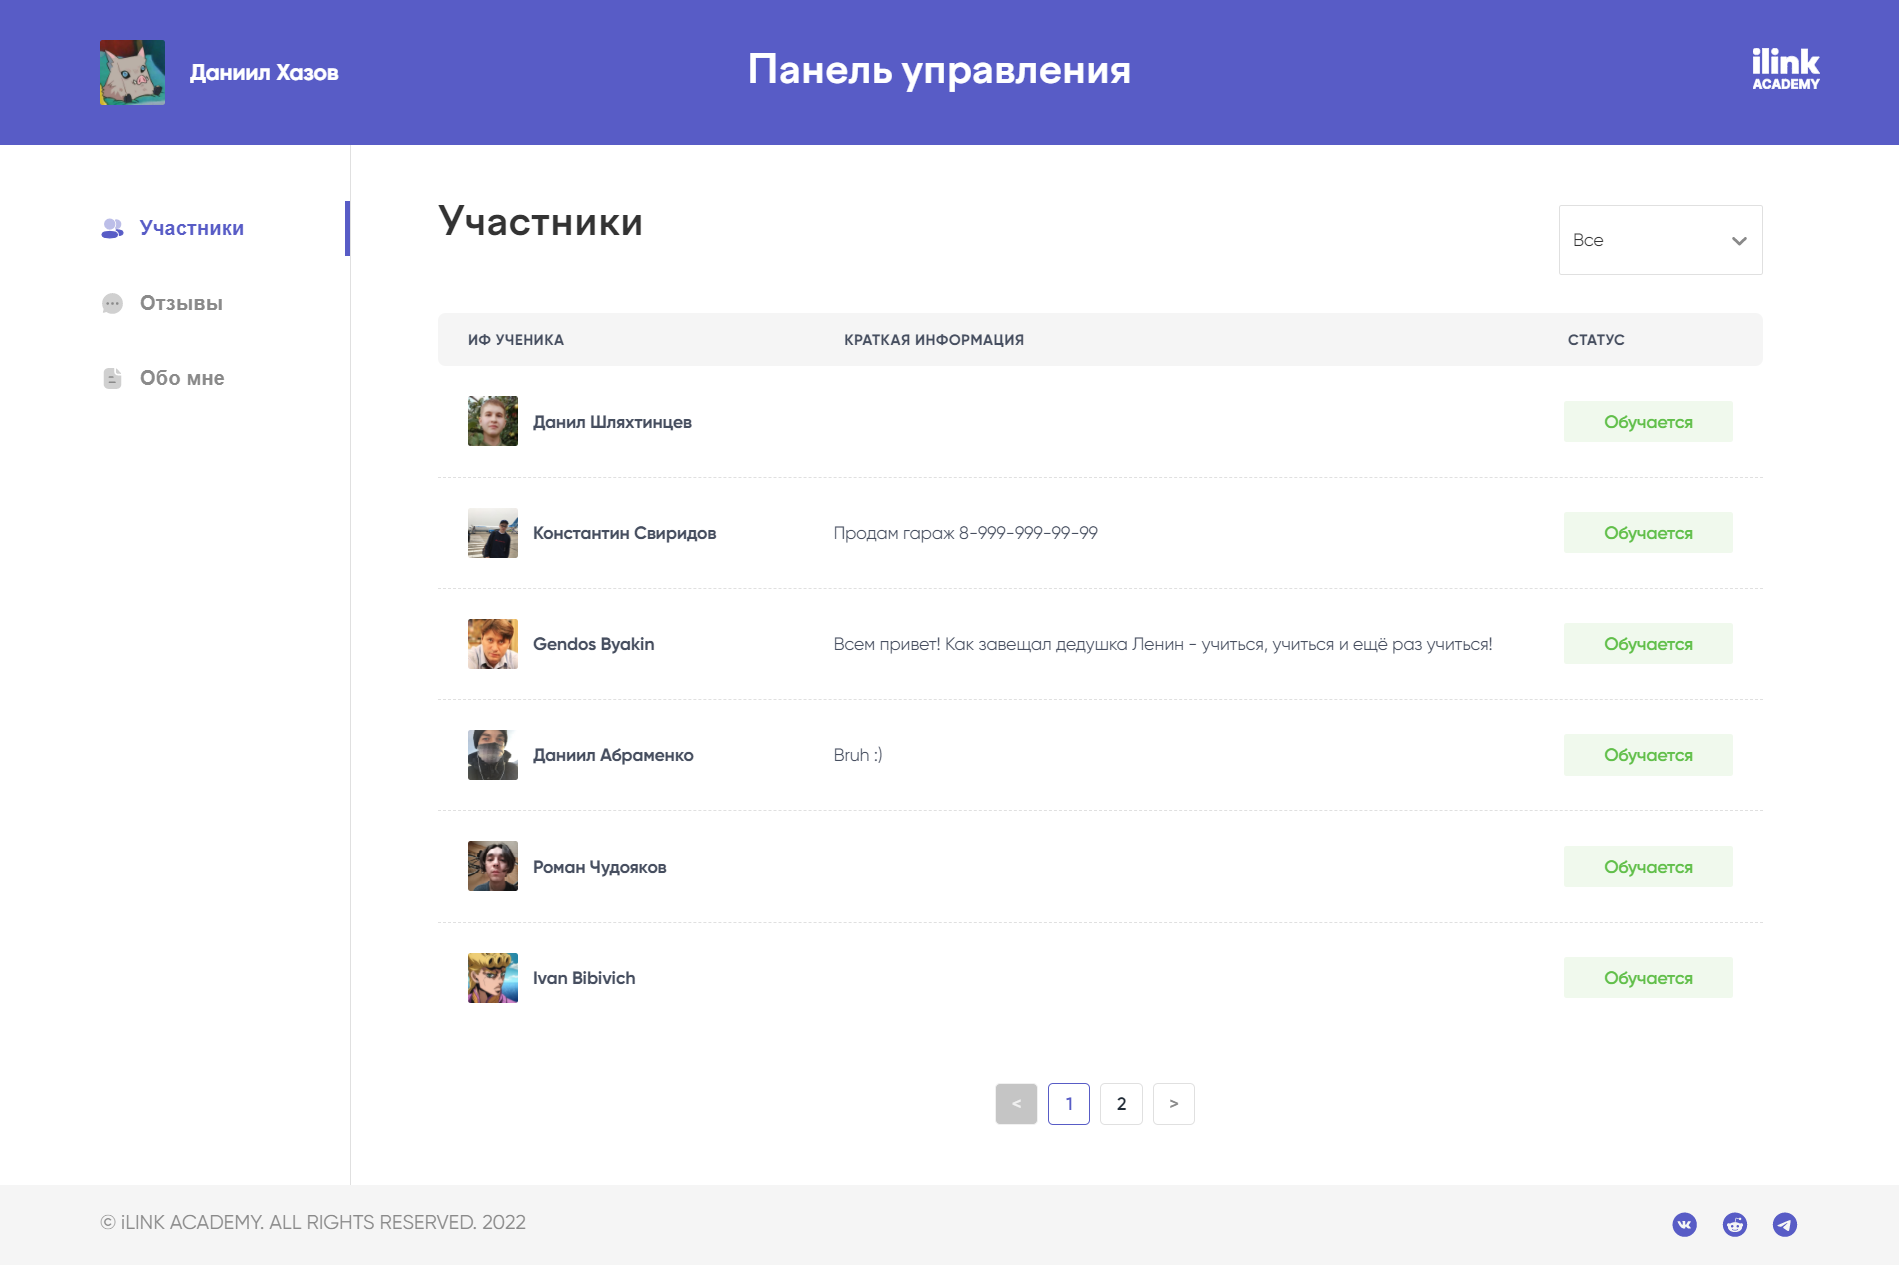 Даниил Хазов
Панель управления
ilink
ACADEMY
Участники
Отзывы
Обо мне
Участники
Все
ИФ УЧЕНИКА КРАТКАЯ ИНФОРМАЦИЯ СТАТУС
Данил Шляхтинцев Обучается
Константин Свиридов Продам гараж 8-999-999-99-99 Обучается
Gendos Byakin Всем привет! Как завещал дедушка Ленин - учиться, учиться и ещё раз учиться! Обучается
Даниил Абраменко Bruh :) Обучается
Роман Чудояков Обучается
Ivan Bibivich Обучается
< 1 2 >
© iLINK ACADEMY. ALL RIGHTS RESERVED. 2022